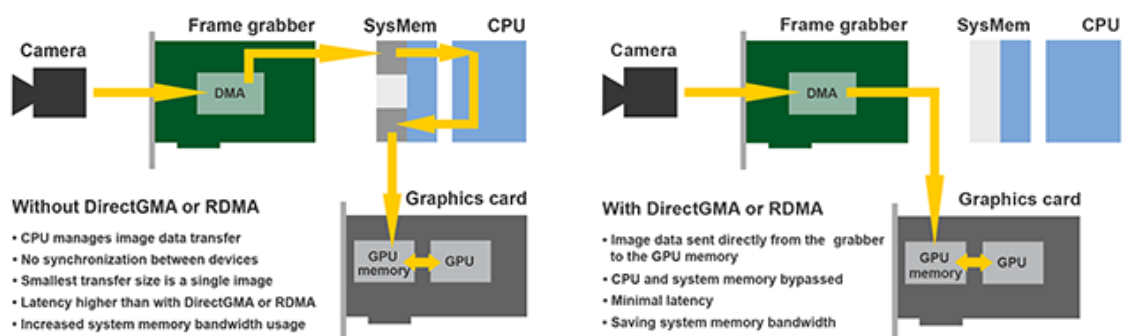 Frame grabber
SysMem
CPU
Camera
DMA
Graphics card
GPU
memory
GPU
Without DirectGMA or RDMA
• CPU manages image data transfer
• No synchronization between devices
• Smallest transfer size is a single image
• Latency higher than with DirectGMA or RDMA
• Increased system memory bandwidth usage
Frame grabber
SysMem
CPU
Camera
DMA
Graphics card
GPU
memory
GPU
With DirectGMA or RDMA
• Image data sent directly from the grabber
to the GPU memory
• CPU and system memory bypassed
• Minimal latency
• Saving system memory bandwidth